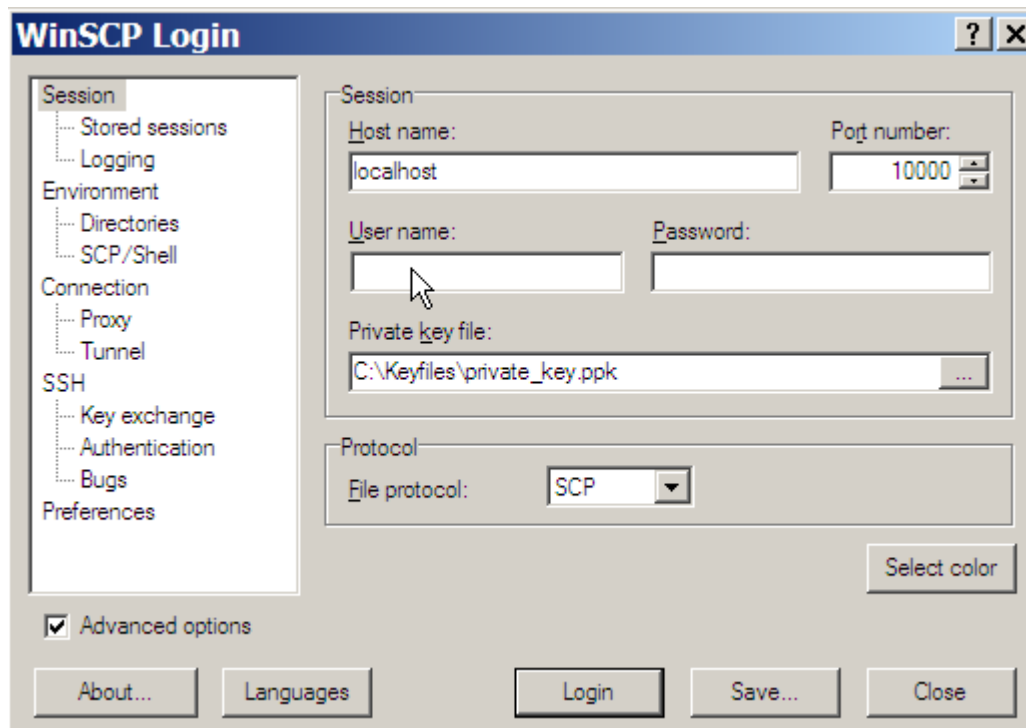 WinSCP Login
Session
Stored sessions
Logging
Environment
Directories
SCP/Shell
Connection
Proxy
Tunnel
SSH
Key exchange
Authentication
Bugs
Preferences
Session
Host name:
Port number:
localhost
10000
User name:
Password:
Private key file:
C:\Keyfiles\private_key.ppk
...
Protocol
File protocol:
SCP
Select color
Advanced options
About...
Languages
Login
Save...
Close